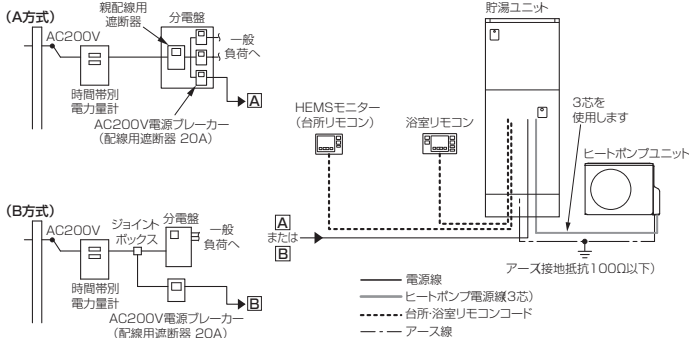 (A方式)
AC200V
時間帯別
電力量計
親配線用
遮断器
分電盤
一般
負荷へ
A
AC200V電源ブレーカー
(配線用遮断器 20A)
(B方式)
AC200V
時間帯別
電力量計
ジョイント
ボックス
分電盤
一般
負荷へ
B
AC200V電源ブレーカー
(配線用遮断器 20A)
貯湯ユニット
HEMSモニター
(台所リモコン)
浴室リモコン
3芯を
使用します
ヒートポンプユニット
A
または
B
アース接地抵抗100Ω以下)
電源線
ヒートポンプ電源線(3芯)
台所・浴室リモコンコード
アース線